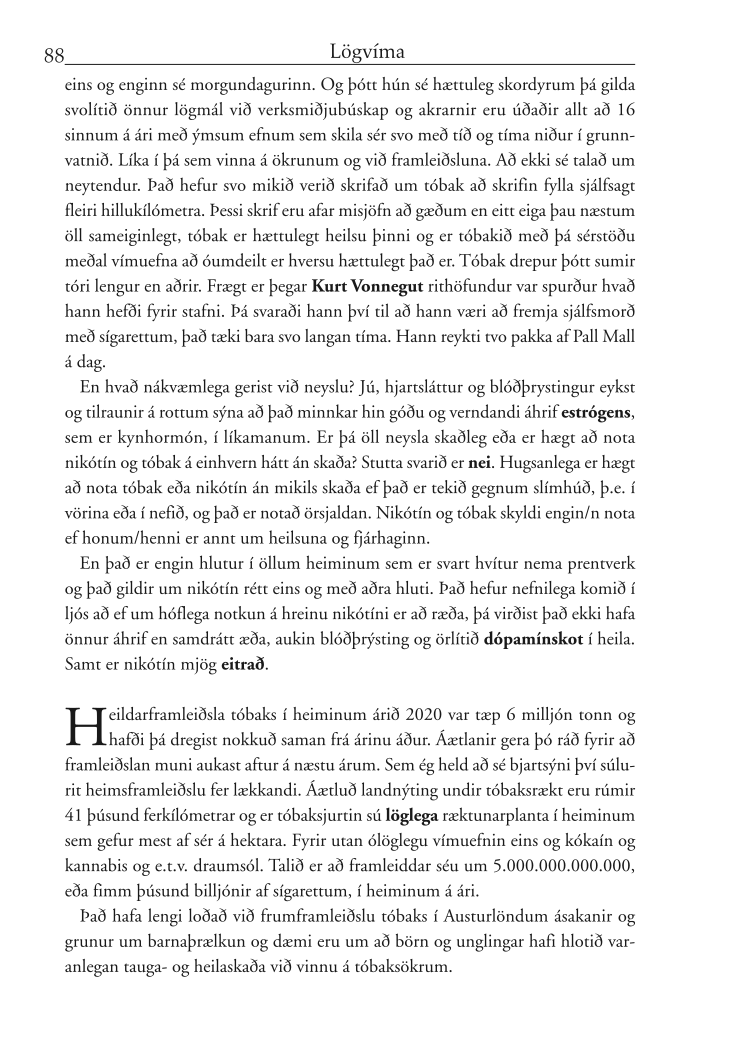 88
Lögvíma
eins og enginn sé morgundagurinn. Og þótt hún sé hættuleg skordyrum þá gilda
svolítið önnur lögmál við verksmiðjubúskap og akrarnir eru úðaðir allt að 16
sinnum á ári með ýmsum efnum sem skila sér svo með tíð og tíma niður í grunn-
vatnið. Líka í þá sem vinna á ökrunum og við framleiðsluna. Að ekki sé talað um
neytendur. Það hefur svo mikið verið skrifað um tóbak að skrifin fylla sjálfsagt
fleiri hillukílómetra. Þessi skrif eru afar misjöfn að gæðum en eitt eiga þau næstum
öll sameiginlegt, tóbak er hættulegt heilsu þinni og er tóbakið með þá sérstöðu
meðal vímuefna að óumdeilt er hversu hættulegt það er. Tóbak drepur þótt sumir
tóri lengur en aðrir. Frægt er þegar Kurt Vonnegut rithöfundur var spurður hvað
hann hefði fyrir stafni. Þá svaraði hann því til að hann væri að fremja sjálfsmorð
með sígarettum, það tæki bara svo langan tíma. Hann reykti tvo pakka af Pall Mall
á dag.
En hvað nákvæmlega gerist við neyslu? Jú, hjartsláttur og blóðþrystingur eykst
og tilraunir á rottum sýna að það minnkar hin góðu og verndandi áhrif estrógens,
sem er kynhormón, í líkamanum. Er þá öll neysla skaðleg eða er hægt að nota
nikótín og tóbak á einhvern hátt án skaða? Stutta svarið er nei. Hugsanlega er hægt
að nota tóbak eða nikótín án mikils skaða ef það er tekið gegnum slímhúð, þ.e. í
vörina eða í nefið, og það er notað örsjaldan. Nikótín og tóbak skyldi engin/n nota
ef honum/henni er annt um heilsuna og fjárhaginn.
En það er engin hlutur í öllum heiminum sem er svart hvítur nema prentverk
og það gildir um nikótín rétt eins og með aðra hluti. Það hefur nefnilega komið í
ljós að ef um hóflega notkun á hreinu nikótíni er að ræða, þá virðist það ekki hafa
önnur áhrif en samdrátt æða, aukin blóðþrýsting og örlítið dópamínskot í heila.
Samt er nikótín mjög eitrað.
Heildarframleiðsla tóbaks í heiminum árið 2020 var tæp 6 milljón tonn og
hafði þá dregist nokkuð saman frá árinu áður. Áætlanir gera þó ráð fyrir að
framleiðslan muni aukast aftur á næstu árum. Sem ég held að sé bjartsýni því súlu-
rit heimsframleiðslu fer lækkandi. Áætluð landnýting undir tóbaksrækt eru rúmir
41 þúsund ferkílómetrar og er tóbaksjurtin sú löglega ræktunarplanta í heiminum
sem gefur mest af sér á hektara. Fyrir utan ólöglegu vímuefnin eins og kókaín og
kannabis og e.t.v. draumsól. Talið er að framleiddar séu um 5.000.000.000.000,
eða fimm þúsund billjónir af sígarettum, í heiminum á ári.
Það hafa lengi loðað við frumframleiðslu tóbaks í Austurlöndum ásakanir og
grunur um barnaþrælkun og dæmi eru um að börn og unglingar hafi hlotið var-
anlegan tauga- og heilaskaða við vinnu á tóbaksökrum.